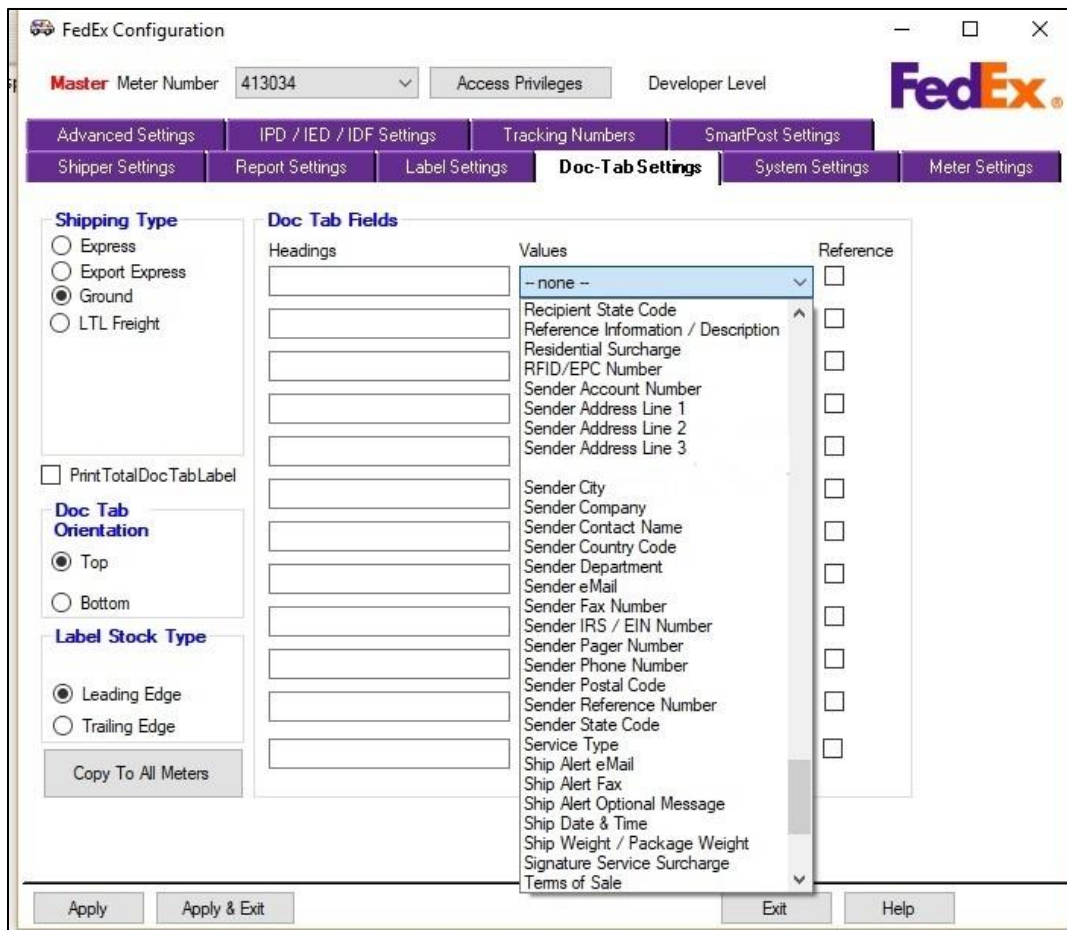 FedEx Configuration
Master Meter Number 413034 Access Privileges Developer Level FedEx®
Advanced Settings IPD / IED / IDF Settings Tracking Numbers SmartPost Settings
Shipper Settings Report Settings Label Settings Doc-Tab Settings System Settings Meter Settings
Shipping Type
Express
Export Express
Ground
LTL Freight
PrintTotalDocTabLabel
Doc Tab
Orientation
Top
Bottom
Label Stock Type
Leading Edge
Trailing Edge
Copy To All Meters
Doc Tab Fields
Headings Values Reference
-- none --
Recipient State Code
Reference Information / Description
Residential Surcharge
RFID/EPC Number
Sender Account Number
Sender Address Line 1
Sender Address Line 2
Sender Address Line 3
Sender City
Sender Company
Sender Contact Name
Sender Country Code
Sender Department
Sender eMail
Sender Fax Number
Sender IRS / EIN Number
Sender Pager Number
Sender Phone Number
Sender Postal Code
Sender Reference Number
Sender State Code
Service Type
Ship Alert eMail
Ship Alert Fax
Ship Alert Optional Message
Ship Date & Time
Ship Weight / Package Weight
Signature Service Surcharge
Terms of Sale
Apply Apply & Exit Exit Help